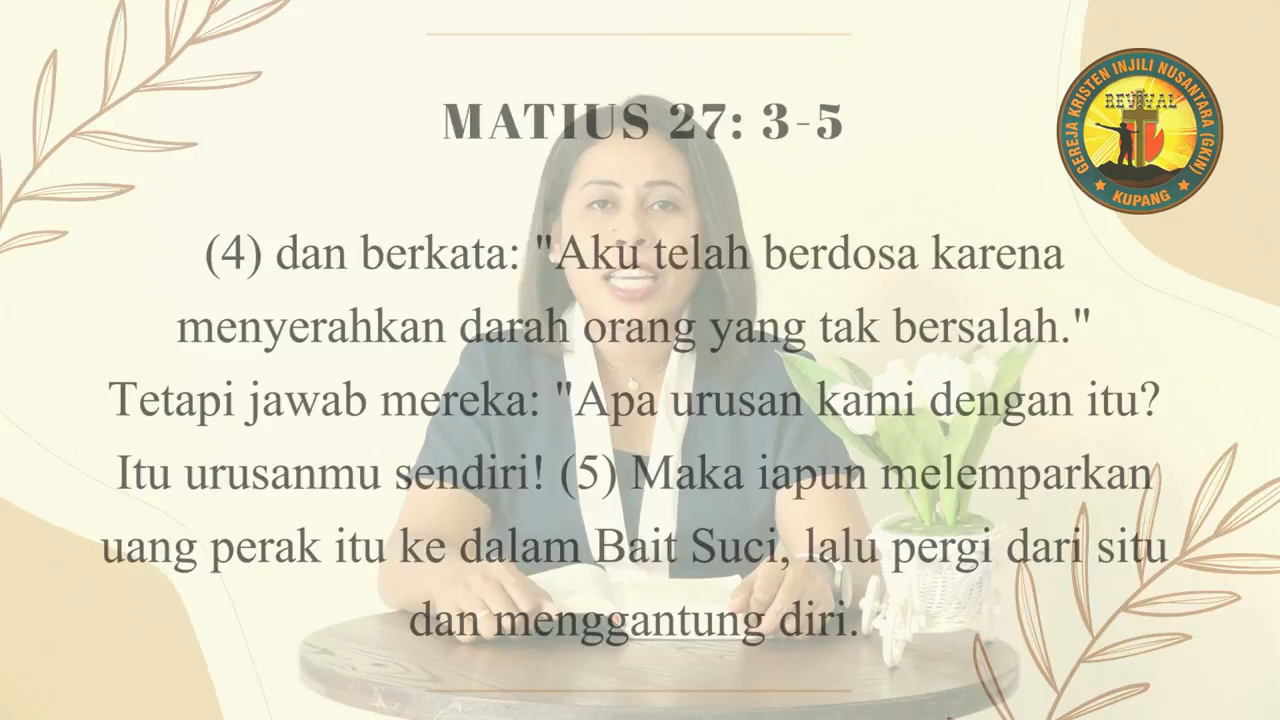 MATIUS 27: 3-5
(4) dan berkata: "Aku telah berdosa karena
menyerahkan darah orang yang tak bersalah."
Tetapi jawab mereka: "Apa urusan kami dengan itu?
Itu urusanmu sendiri! (5) Maka iapun melemparkan
uang perak itu ke dalam Bait Suci, lalu pergi dari situ
dan menggantung diri.
GEREJA KRISTEN INJILI NUSANTARA (GKIN)
REVIVAL
KUPANG